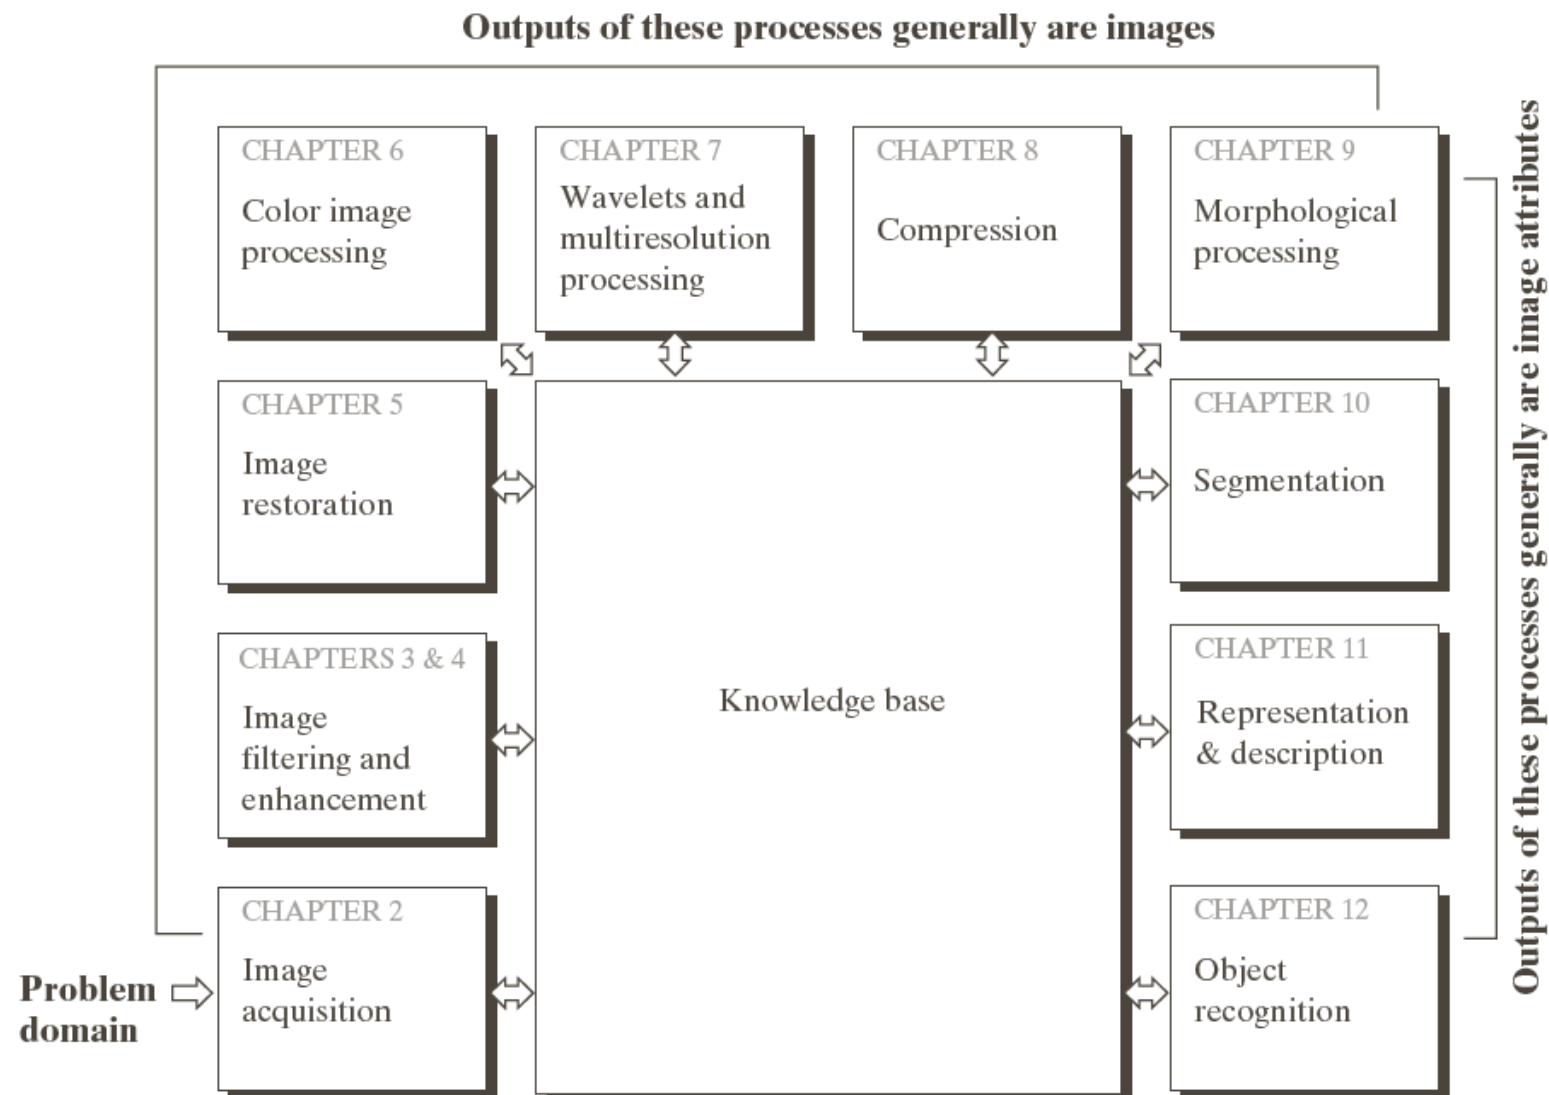 Outputs of these processes generally are images
CHAPTER 6
Color image
processing
CHAPTER 7
Wavelets and
multiresolution
processing
CHAPTER 8
Compression
CHAPTER 9
Morphological
processing
CHAPTER 5
Image
restoration
CHAPTER 10
Segmentation
CHAPTERS 3 & 4
Image
filtering and
enhancement
Knowledge base
CHAPTER 11
Representation
& description
CHAPTER 2
Image
acquisition
CHAPTER 12
Object
recognition
Problem
domain
Outputs of these processes generally are image attributes